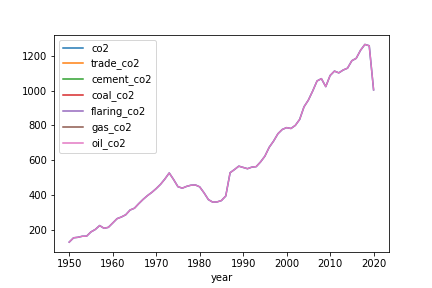 co2
trade_co2
cement_co2
coal_co2
flaring_co2
gas_co2
oil_co2
1200
1000
800
600
400
200
1950 1960 1970 1980 1990 2000 2010 2020
year